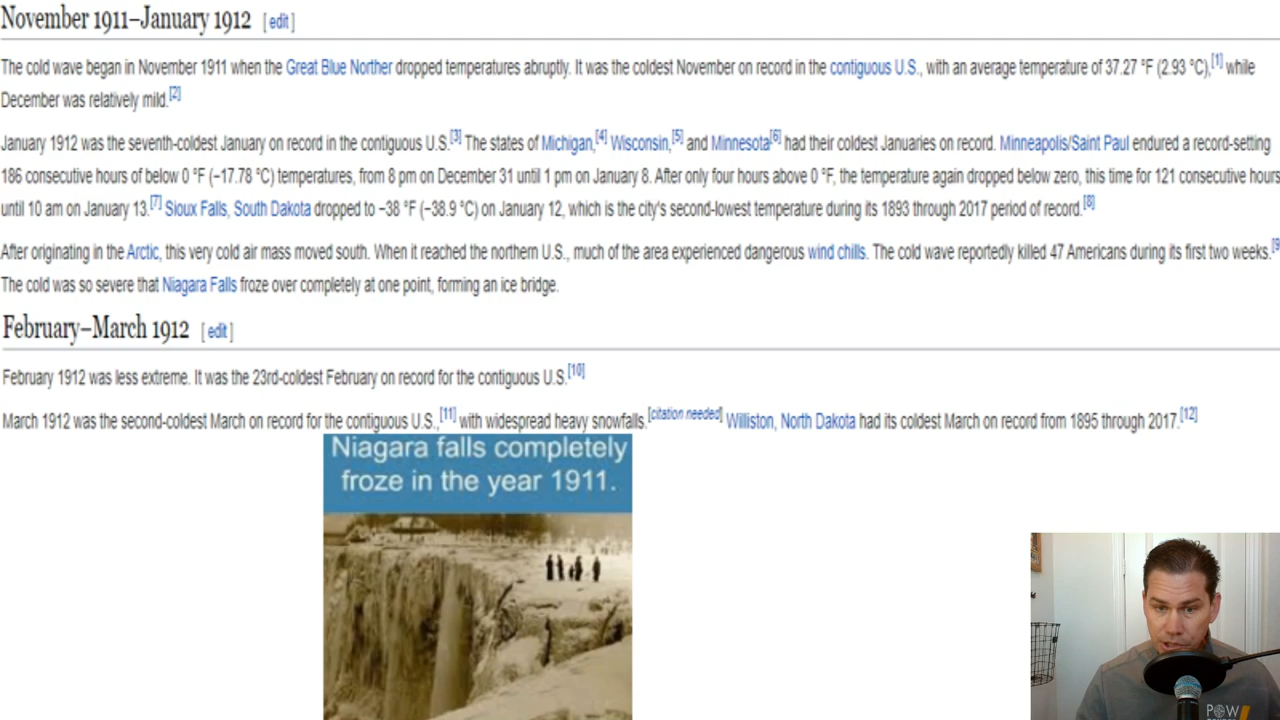 November 1911–January 1912 [ edit ]
The cold wave began in November 1911 when the Great Blue Norther dropped temperatures abruptly. It was the coldest November on record in the contiguous U.S., with an average temperature of 37.27 °F (2.93 °C),[1] while
December was relatively mild.[2]
January 1912 was the seventh-coldest January on record in the contiguous U.S.[3] The states of Michigan,[4] Wisconsin,[5] and Minnesota[6] had their coldest Januaries on record. Minneapolis/Saint Paul endured a record-setting
186 consecutive hours of below 0 °F (−17.78 °C) temperatures, from 8 pm on December 31 until 1 pm on January 8. After only four hours above 0 °F, the temperature again dropped below zero, this time for 121 consecutive hours
until 10 am on January 13.[7] Sioux Falls, South Dakota dropped to −38 °F (−38.9 °C) on January 12, which is the city's second-lowest temperature during its 1893 through 2017 period of record.[8]
After originating in the Arctic, this very cold air mass moved south. When it reached the northern U.S., much of the area experienced dangerous wind chills. The cold wave reportedly killed 47 Americans during its first two weeks.[9
The cold was so severe that Niagara Falls froze over completely at one point, forming an ice bridge.
February–March 1912 [ edit ]
February 1912 was less extreme. It was the 23rd-coldest February on record for the contiguous U.S.[10]
March 1912 was the second-coldest March on record for the contiguous U.S.,[11] with widespread heavy snowfalls.[citation needed] Williston, North Dakota had its coldest March on record from 1895 through 2017.[12]
Niagara falls completely
froze in the year 1911.
POW